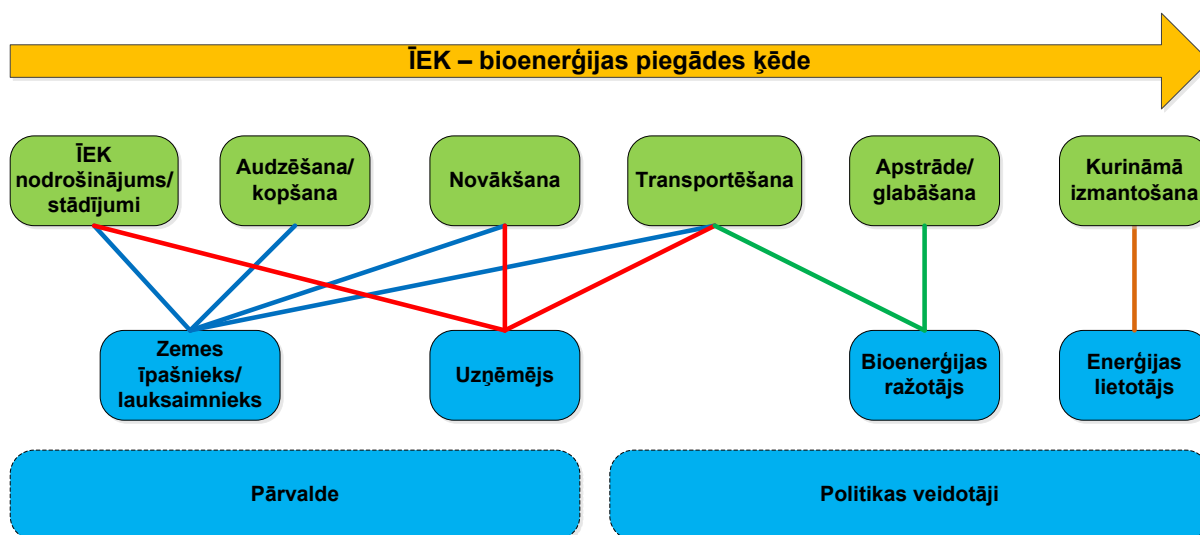 ĪEK – bioenerģijas piegādes ķēde
ĪEK
nodrošinājums/
stādījumi
Audzēšana/
kopšana
Novākšana
Transportēšana
Apstrāde/
glabāšana
Kurināmā
izmantošana
Zemes
īpašnieks/
lauksaimnieks
Uzņēmējs
Bioenerģijas
ražotājs
Enerģijas
lietotājs
Pārvalde
Politikas veidotāji